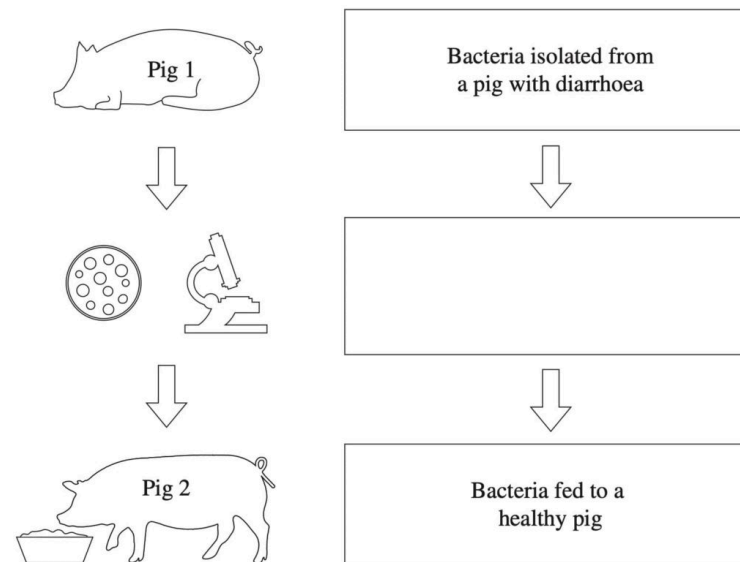 Pig 1
Bacteria isolated from
a pig with diarrhoea
Pig 2
Bacteria fed to a
healthy pig